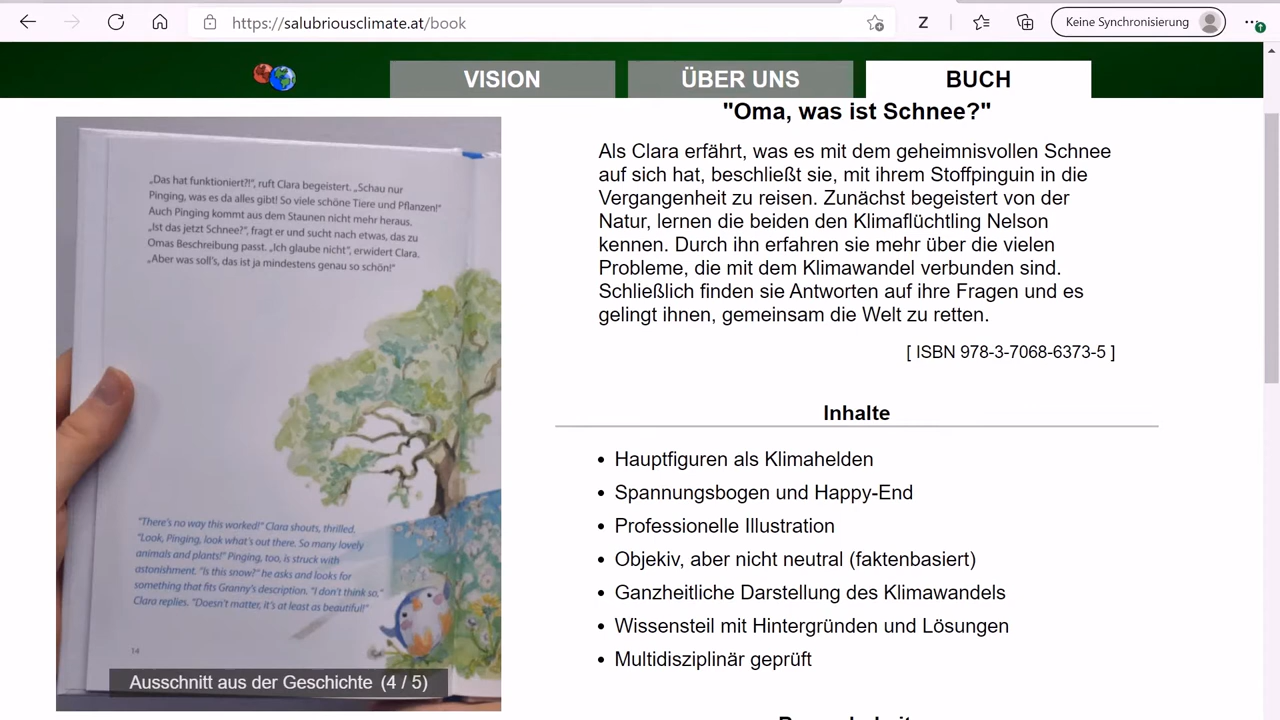 https://salubriousclimate.at/book
Z
Keine Synchronisierung
VISION
ÜBER UNS
BUCH
„Das hat funktioniert?!“, ruft Clara begeistert. „Schau nur
Pinging, was es da alles gibt! So viele schöne Tiere und Pflanzen!“
Auch Pinging kommt aus dem Staunen nicht mehr heraus.
„Ist das jetzt Schnee?“, fragt er und sucht nach etwas, das zu
Omas Beschreibung passt. „Ich glaube nicht“, erwidert Clara.
„Aber was soll's, das ist ja mindestens genau so schön!“
"There's no way this worked!" Clara shouts, thrilled.
"Look, Pinging, look what's out there. So many lovely
animals and plants!" Pinging, too, is struck with
astonishment. "Is this snow?" he asks and looks for
something that fits Granny's description. "I don't think so,"
Clara replies. "Doesn't matter, it's at least as beautiful!"
14
Ausschnitt aus der Geschichte (4 / 5)
"Oma, was ist Schnee?"
Als Clara erfährt, was es mit dem geheimnisvollen Schnee
auf sich hat, beschließt sie, mit ihrem Stoffpinguin in die
Vergangenheit zu reisen. Zunächst begeistert von der
Natur, lernen die beiden den Klimaflüchtling Nelson
kennen. Durch ihn erfahren sie mehr über die vielen
Probleme, die mit dem Klimawandel verbunden sind.
Schließlich finden sie Antworten auf ihre Fragen und es
gelingt ihnen, gemeinsam die Welt zu retten.
[ ISBN 978-3-7068-6373-5 ]
Inhalte
• Hauptfiguren als Klimahelden
• Spannungsbogen und Happy-End
• Professionelle Illustration
• Objekiv, aber nicht neutral (faktenbasiert)
• Ganzheitliche Darstellung des Klimawandels
• Wissensteil mit Hintergründen und Lösungen
• Multidisziplinär geprüft